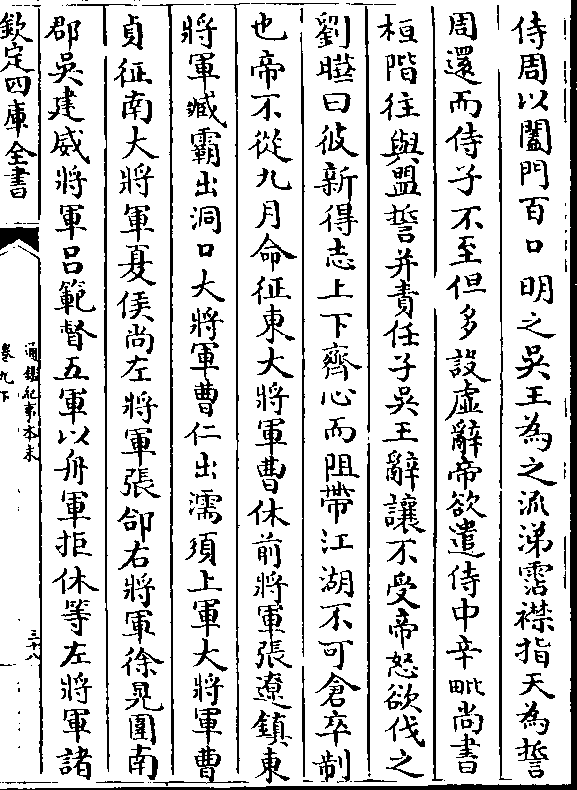 侍周以闔門百口明之吳王為之流涕霑襟指天為誓
周還而侍子不至但多設虛辭帝欲遣侍中辛毗尚書
桓階往與盟誓并責任子吳王辭讓不受帝怒欲伐之
劉曄曰彼新得志上下齊心而阻帶江湖不可倉卒制
也帝不從九月命征東大將軍曹休前將軍張遼鎮東
將軍臧霸出洞口大將軍曹仁出濡須上軍大將軍曹
貞征南大將軍夏侯尚左將軍張郃右將軍徐晃圍南
郡吳建威將軍呂範督五軍以舟軍拒休等左將軍諸
欽定四庫全書
通鑑紀事本末
卷九下
三十八